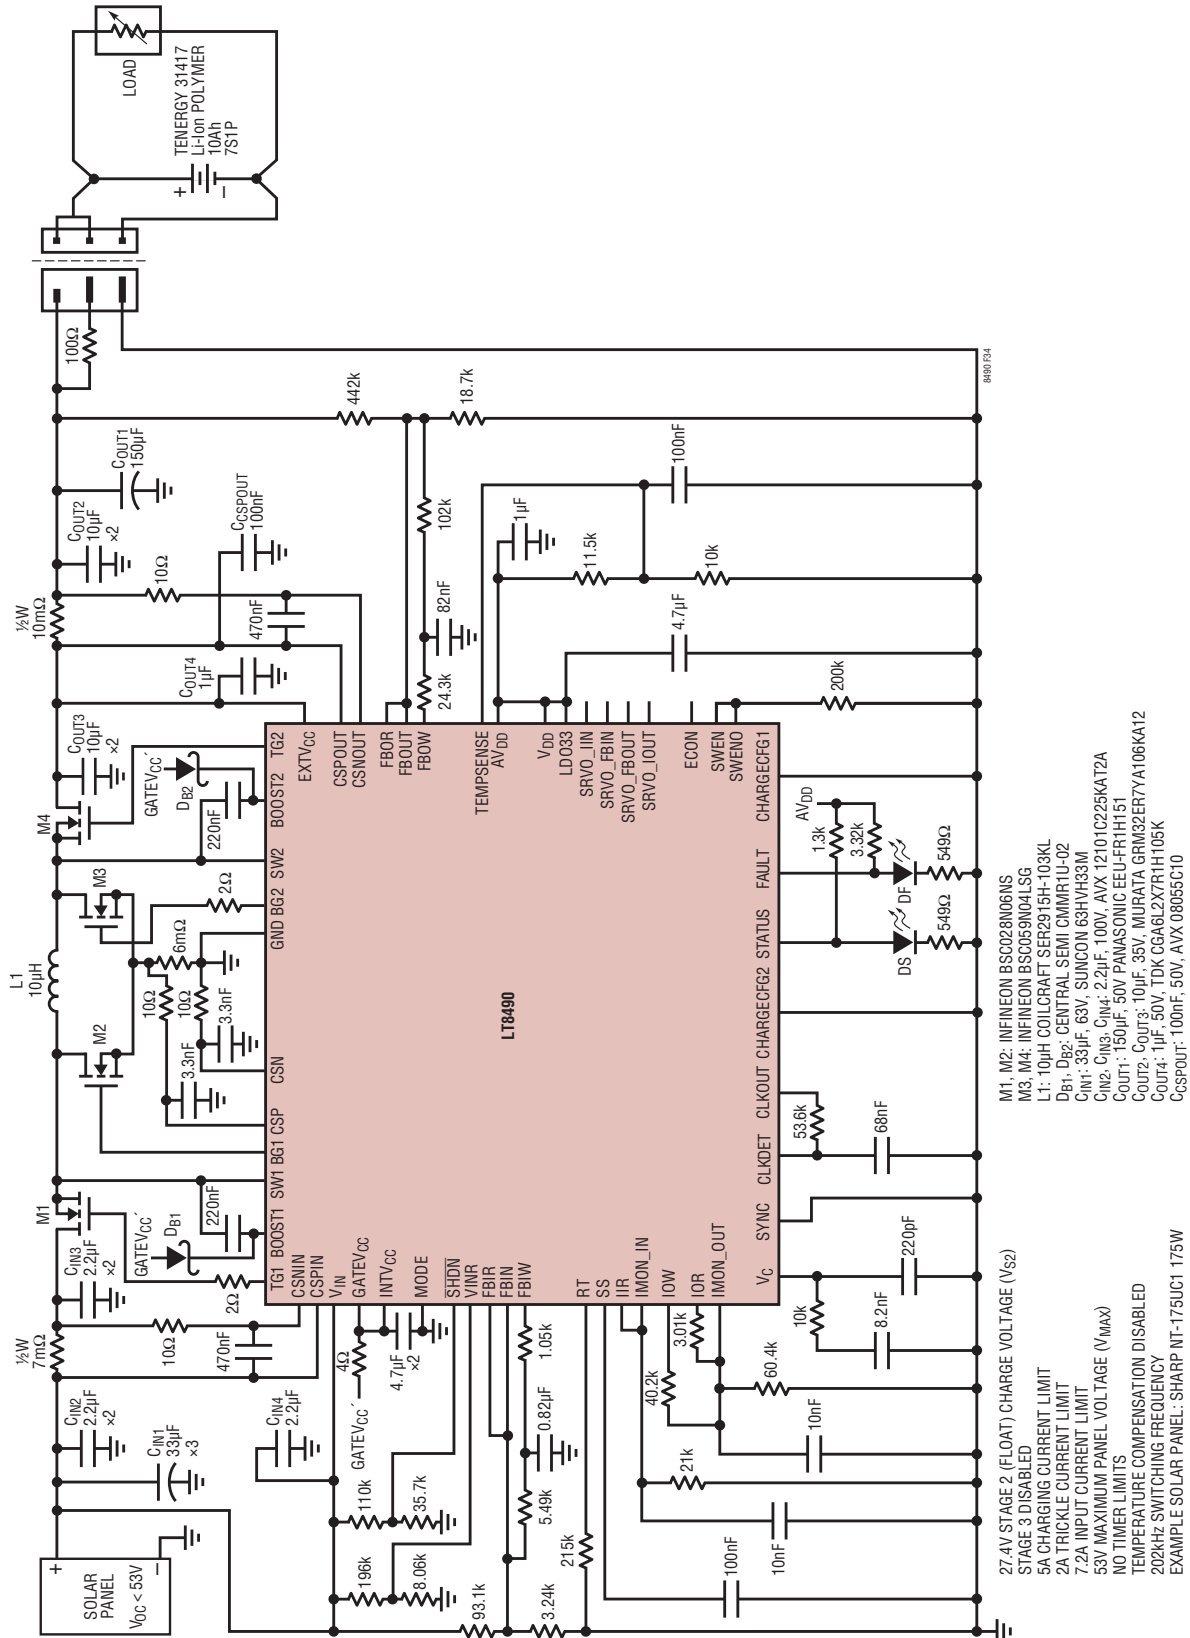 SOLAR
PANEL
VOC < 53V
+
−
CIN1
33µF
×3
CIN2
2.2µF
×2
½W
7mΩ
CIN3
2.2µF
×2
M1
GATEVCC´
DB1
220nF
2Ω
10Ω
470nF
CIN4
2.2µF
4Ω
GATEVCC´
4.7µF
×2
110k
35.7k
196k
8.06k
93.1k
3.24k
5.49k
0.82µF
1.05k
215k
100nF
10nF
21k
10nF
40.2k
3.01k
60.4k
10k
8.2nF
220pF
L1
10µH
M2
M3
M4
3.3nF
10Ω
10Ω
3.3nF
6mΩ
2Ω
220nF
GATEVCC´
DB2
COUT3
10µF
×2
COUT4
1µF
½W
10mΩ
10Ω
470nF
CCSPOUT
100nF
COUT2
10µF
×2
COUT1
150µF
100Ω
LOAD
TENERGY 31417
Li-Ion POLYMER
10Ah
7S1P
+
−
442k
18.7k
102k
82nF
24.3k
1µF
11.5k
10k
100nF
4.7µF
200k
LT8490
TG1
BOOST1
SW1
BG1
CSP
CSN
GND
BG2
SW2
BOOST2
TG2
CSNIN
CSPIN
VIN
GATEVCC
INTVCC
MODE
SHDN
VINR
FBIR
FBIN
FBIW
RT
SS
IIR
IMON_IN
IOW
IOR
IMON_OUT
EXTVCC
CSPOUT
CSNOUT
FBOR
FBOUT
FBOW
TEMPSENSE
AVDD
VDD
LDO33
SRVO_IIN
SRVO_FBIN
SRVO_FBOUT
SRVO_IOUT
ECON
SWEN
SWENO
VC
SYNC
CLKDET
CLKOUT
CHARGECFG2
STATUS
FAULT
CHARGECFG1
53.6k
68nF
AVDD
1.3k
3.32k
DS
DF
549Ω
549Ω
8490 F34
27.4V STAGE 2 (FLOAT) CHARGE VOLTAGE (VS2)
STAGE 3 DISABLED
5A CHARGING CURRENT LIMIT
2A TRICKLE CURRENT LIMIT
7.2A INPUT CURRENT LIMIT
53V MAXIMUM PANEL VOLTAGE (VMAX)
NO TIMER LIMITS
TEMPERATURE COMPENSATION DISABLED
202kHz SWITCHING FREQUENCY
EXAMPLE SOLAR PANEL: SHARP NT-175UC1 175W
M1, M2: INFINEON BSC028N06NS
M3, M4: INFINEON BSC059N04LSG
L1: 10µH COILCRAFT SER2915H-103KL
DB1, DB2: CENTRAL SEMI CMMR1U-02
CIN1: 33µF, 63V, SUNCON 63HVH33M
CIN2, CIN3, CIN4: 2.2µF, 100V, AVX 12101C225KAT2A
COUT1: 150µF, 50V PANASONIC EEU-FR1H151
COUT2, COUT3: 10µF, 35V, MURATA GRM32ER7YA106KA12
COUT4: 1µF, 50V, TDK CGA6L2X7R1H105K
CCSPOUT: 100nF, 50V, AVX 08055C10